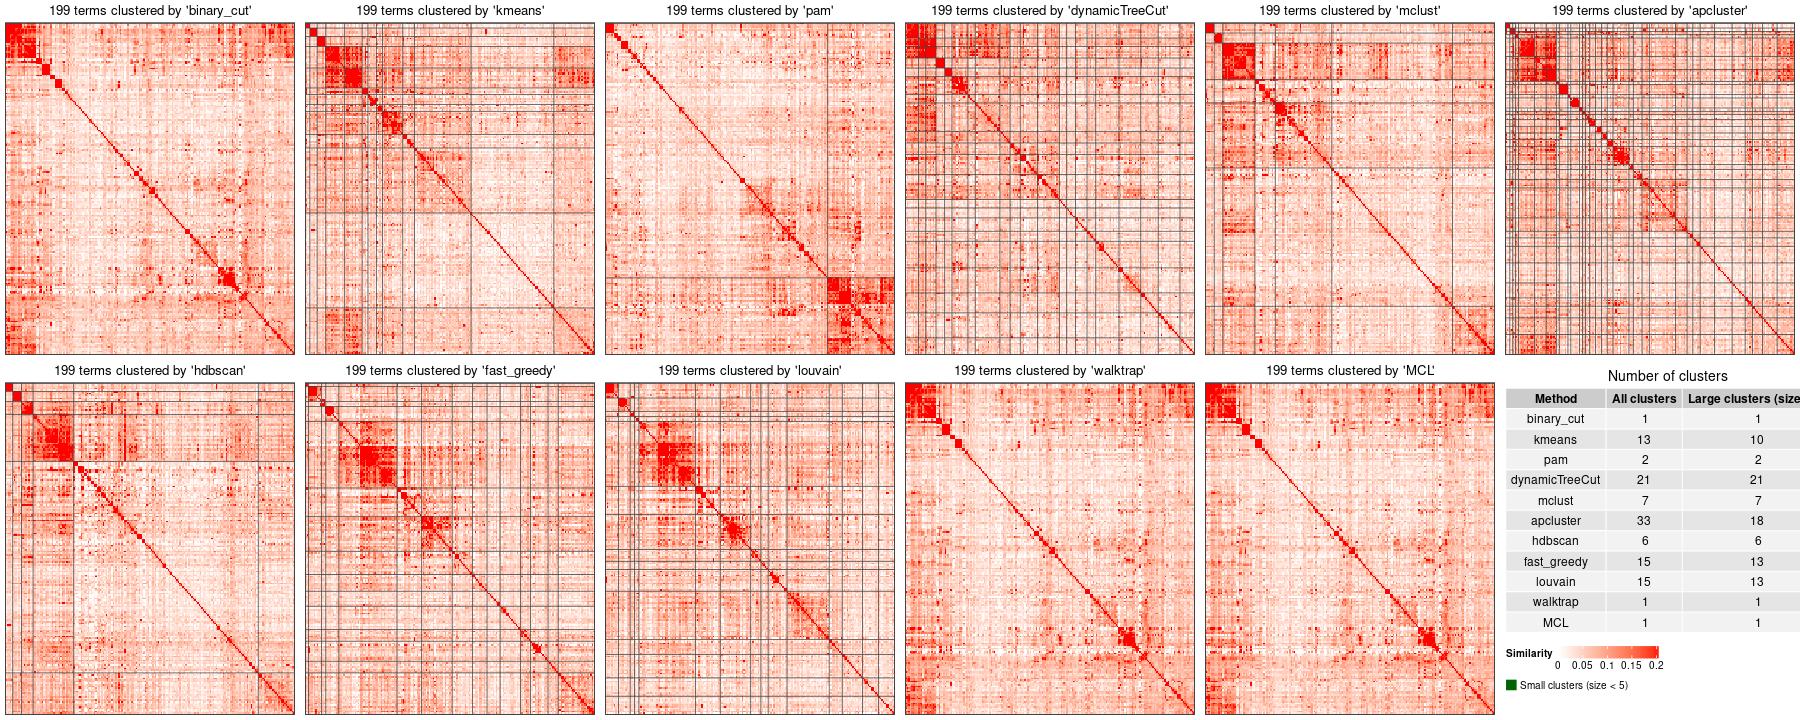 199 terms clustered by 'binary_cut'
199 terms clustered by 'kmeans'
199 terms clustered by 'pam'
199 terms clustered by 'dynamicTreeCut'
199 terms clustered by 'mclust'
199 terms clustered by 'apcluster'
199 terms clustered by 'hdbscan'
199 terms clustered by 'fast_greedy'
199 terms clustered by 'louvain'
199 terms clustered by 'walktrap'
199 terms clustered by 'MCL'
Number of clusters
Method All clusters Large clusters (size
binary_cut 1 1
kmeans 13 10
pam 2 2
dynamicTreeCut 21 21
mclust 7 7
apcluster 33 18
hdbscan 6 6
fast_greedy 15 13
louvain 15 13
walktrap 1 1
MCL 1 1
Similarity
0 0.05 0.1 0.15 0.2
Small clusters (size < 5)